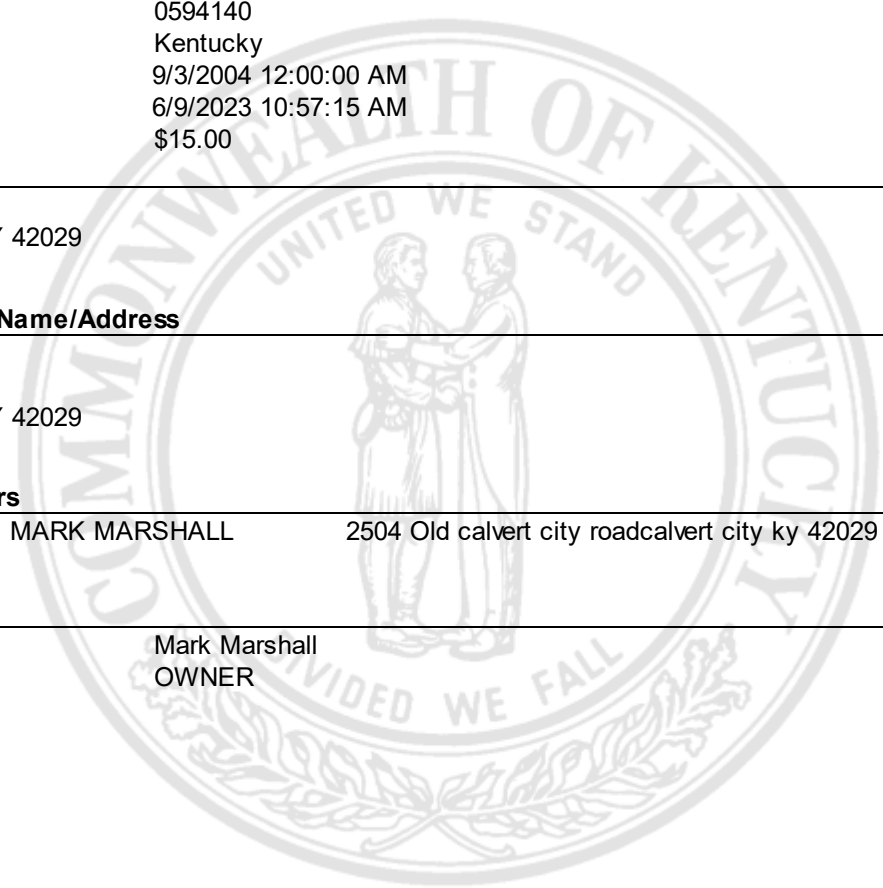 0594140
Kentucky
9/3/2004 12:00:00 AM
6/9/2023 10:57:15 AM
$15.00
42029
Name/Address
42029
rs
MARK MARSHALL 2504 Old calvert city roadcalvert city ky 42029
Mark Marshall
OWNER
COMMONWEALTH OF KENTUCKY
UNITED WE STAND
DIVIDED WE FALL